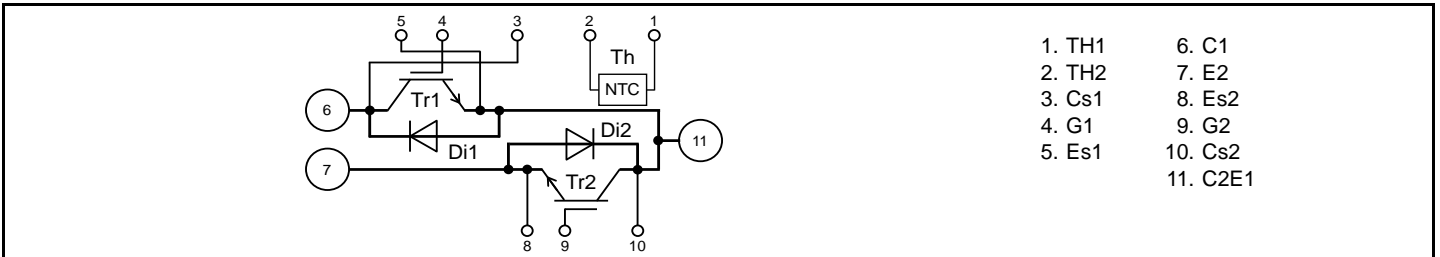 5 4 3 2 1
Th
NTC
Tr1
6
Di1
Di2
11
7
Tr2
8 9 10
1. TH1 6. C1
2. TH2 7. E2
3. Cs1 8. Es2
4. G1 9. G2
5. Es1 10. Cs2
11. C2E1